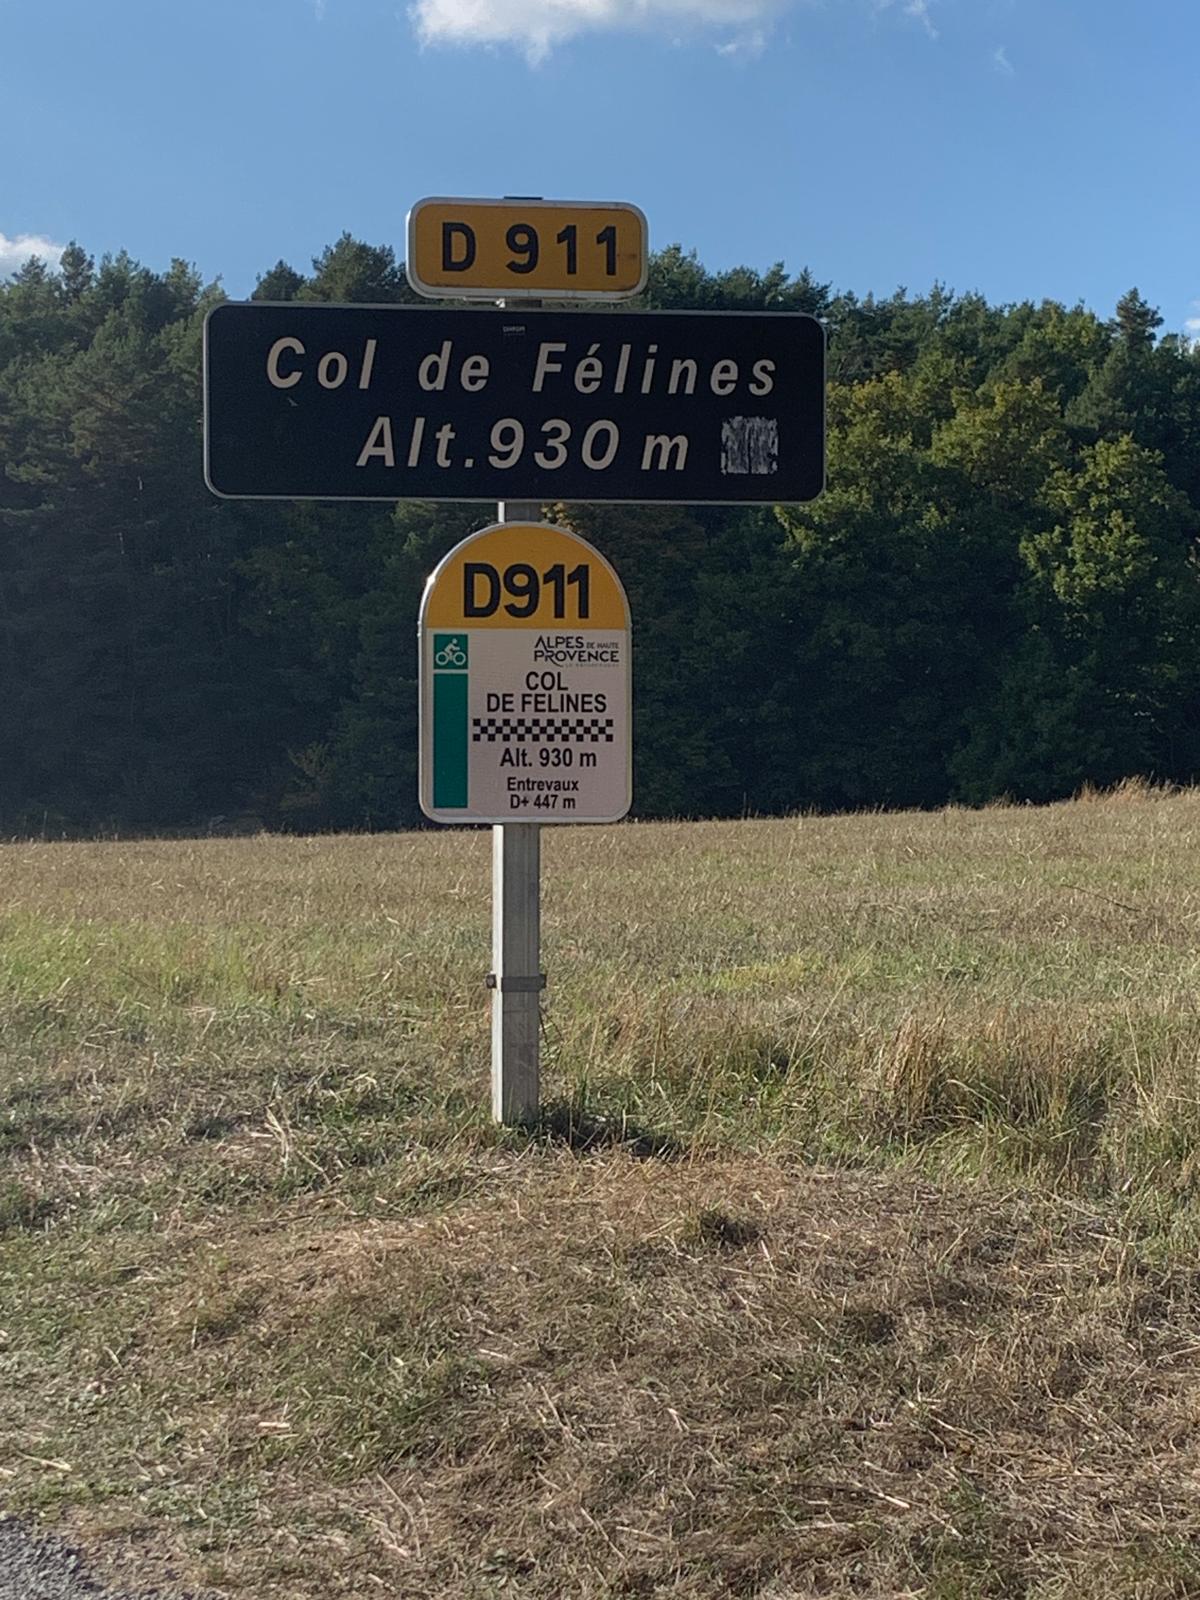 D 911
Col de Félines
Alt. 930 m
D911
ALPES DE HAUTE
PROVENCE
COL
DE FELINES
Alt. 930 m
Entrevaux
D+ 447 m